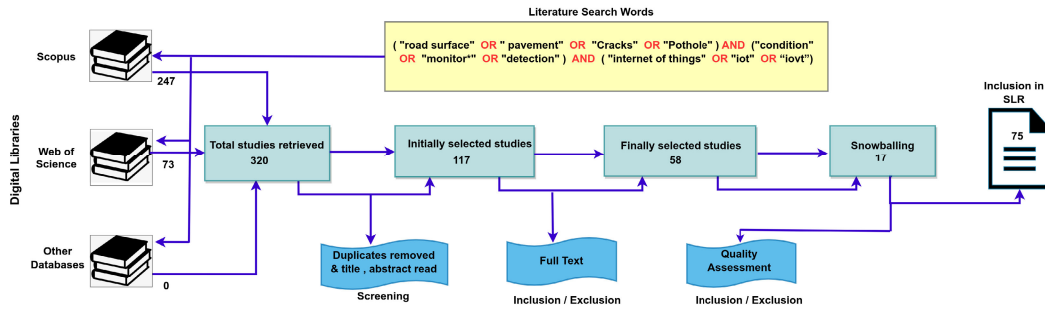 Literature Search Words
( "road surface" OR " pavement" OR "Cracks" OR "Pothole" ) AND ("condition"
OR "monitor*" OR "detection" ) AND ( "internet of things" OR "iot" OR “iovt”)
Digital Libraries
Scopus
247
Web of
Science
73
Other
Databases
0
Total studies retrieved
320
Initially selected studies
117
Finally selected studies
58
Snowballing
17
Inclusion in
SLR
75
Duplicates removed
& title , abstract read
Screening
Full Text
Inclusion / Exclusion
Quality
Assessment
Inclusion / Exclusion